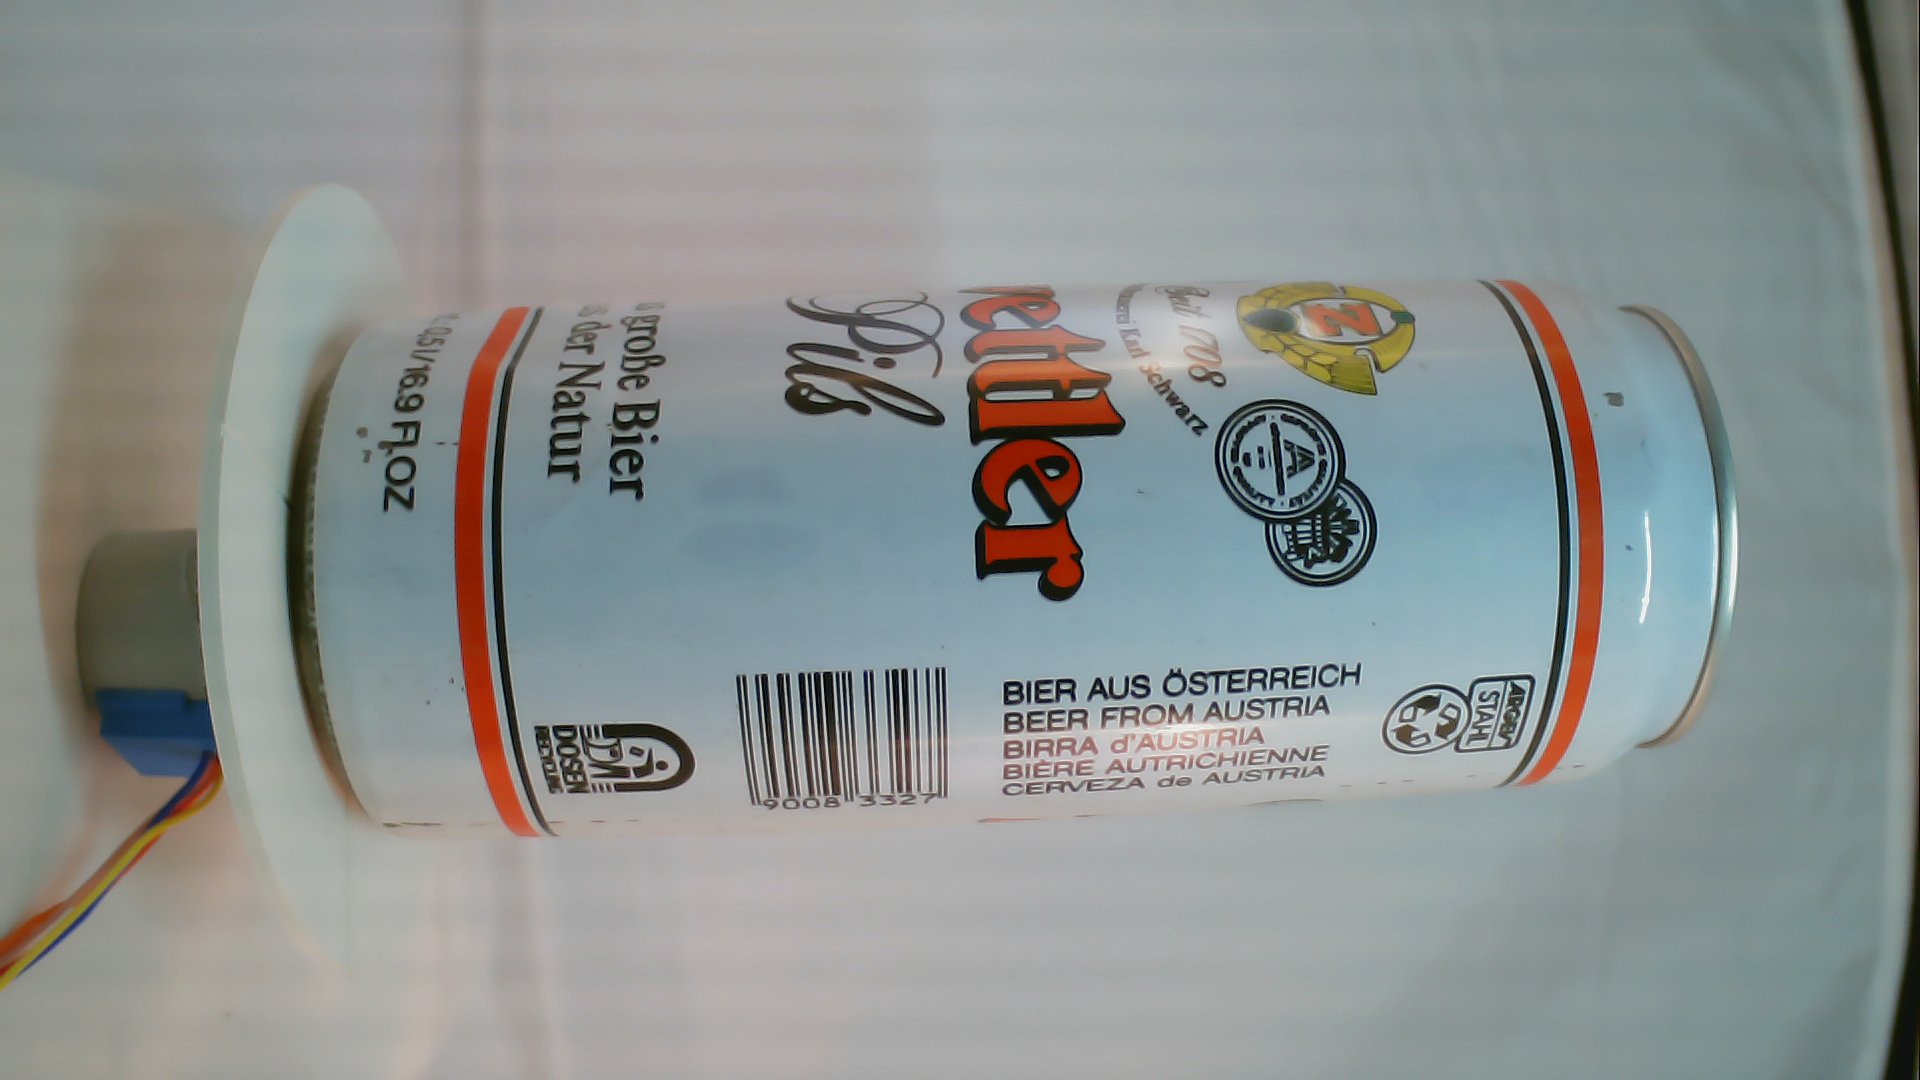 Z
Seit 1708
Karl Schwarz
ettler
Pils
große Bier
der Natur
0,5l/16.9 Fl.OZ
ARGEV
STAHL
BIER AUS ÖSTERREICH
BEER FROM AUSTRIA
BIRRA d'AUSTRIA
BIÈRE AUTRICHIENNE
CERVEZA de AUSTRIA
9008 3327
DOSEN
RECYCLING